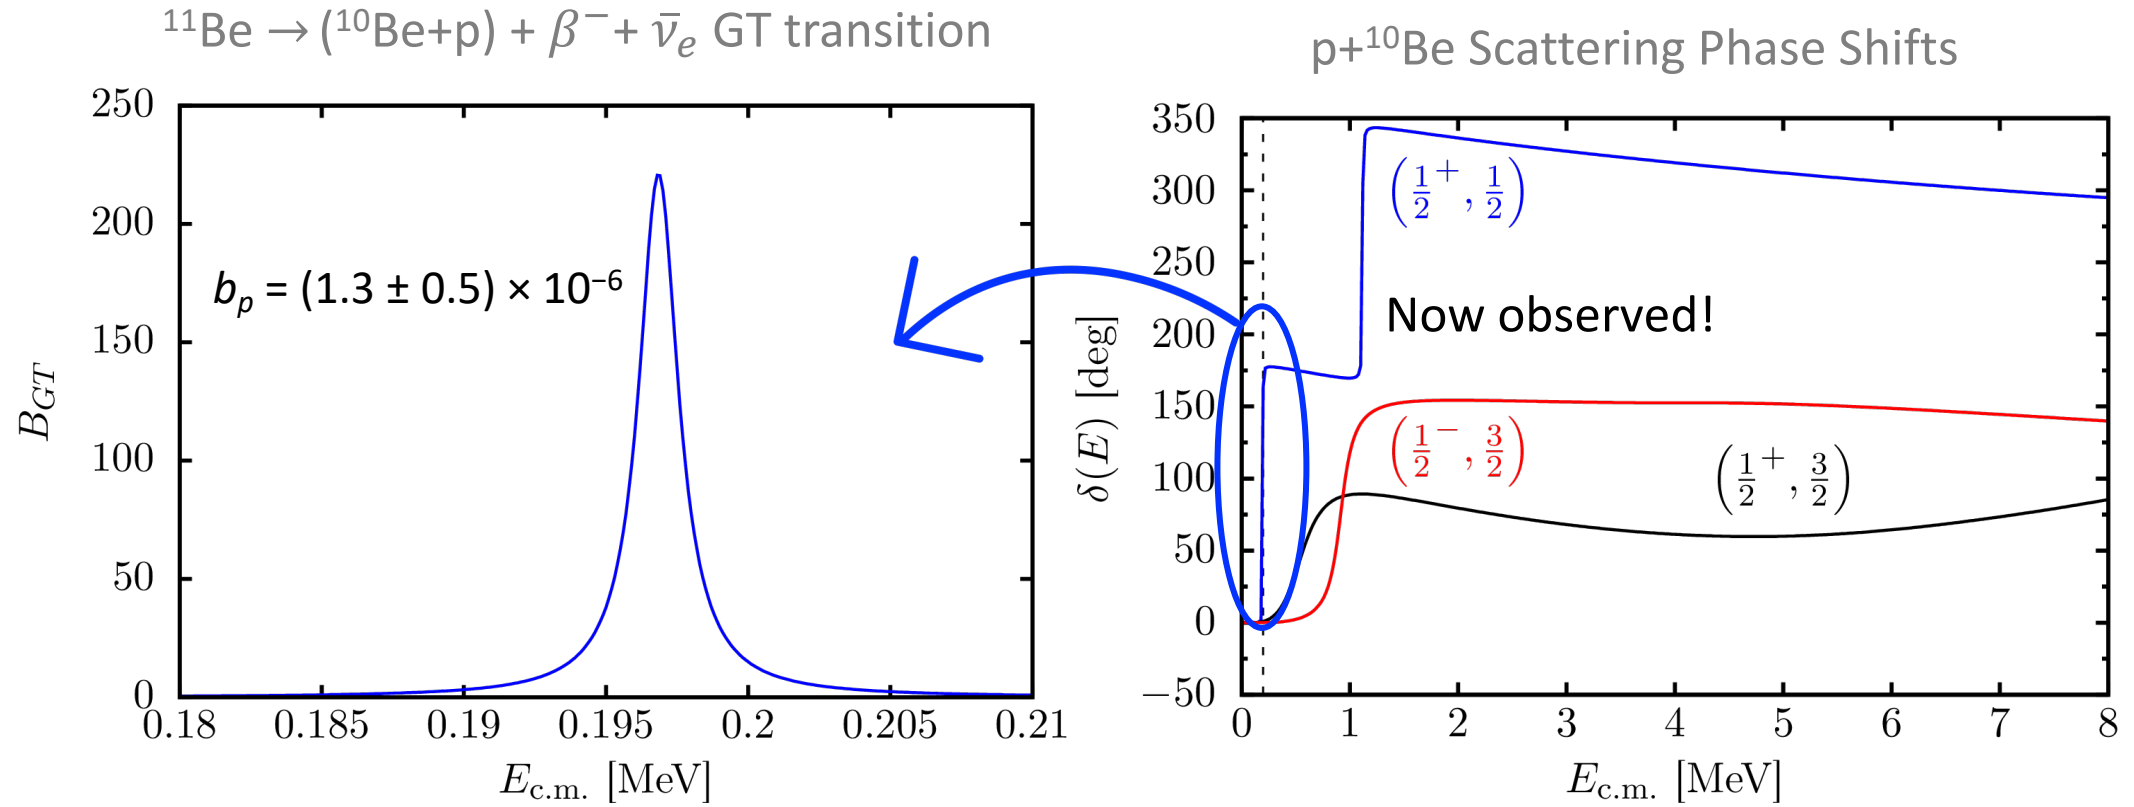 ¹¹Be → (¹⁰Be+p) + β⁻ + ν̄ₑ GT transition
250
200
150
100
50
0
B_GT
b_p = (1.3 ± 0.5) × 10⁻⁶
0.18 0.185 0.19 0.195 0.2 0.205 0.21
E_c.m. [MeV]
p+¹⁰Be Scattering Phase Shifts
350
300
250
200
150
100
50
0
−50
δ(E) [deg]
(1/2⁺, 1/2)
Now observed!
(1/2⁻, 3/2)
(1/2⁺, 3/2)
0 1 2 3 4 5 6 7 8
E_c.m. [MeV]